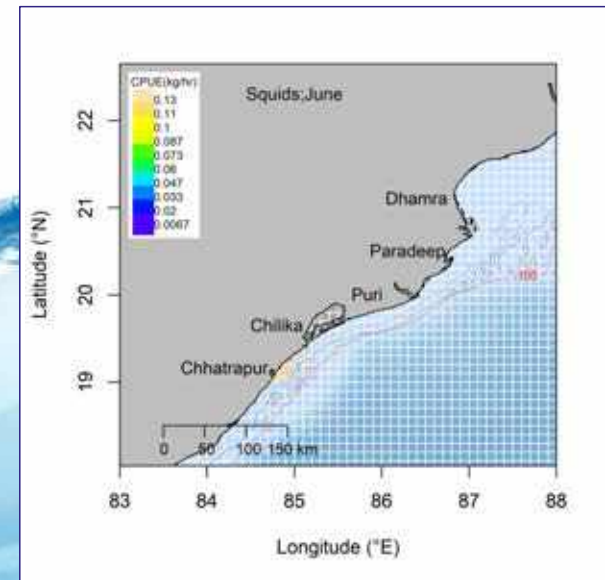 CPUE(kg/hr)
0.13
0.11
0.1
0.087
0.073
0.06
0.047
0.033
0.02
0.0067
Squids;June
Dhamra
Paradeep
Puri
Chilika
Chhatrapur
100
0 50 100 150 km
22
21
20
19
Latitude (°N)
83 84 85 86 87 88
Longitude (°E)